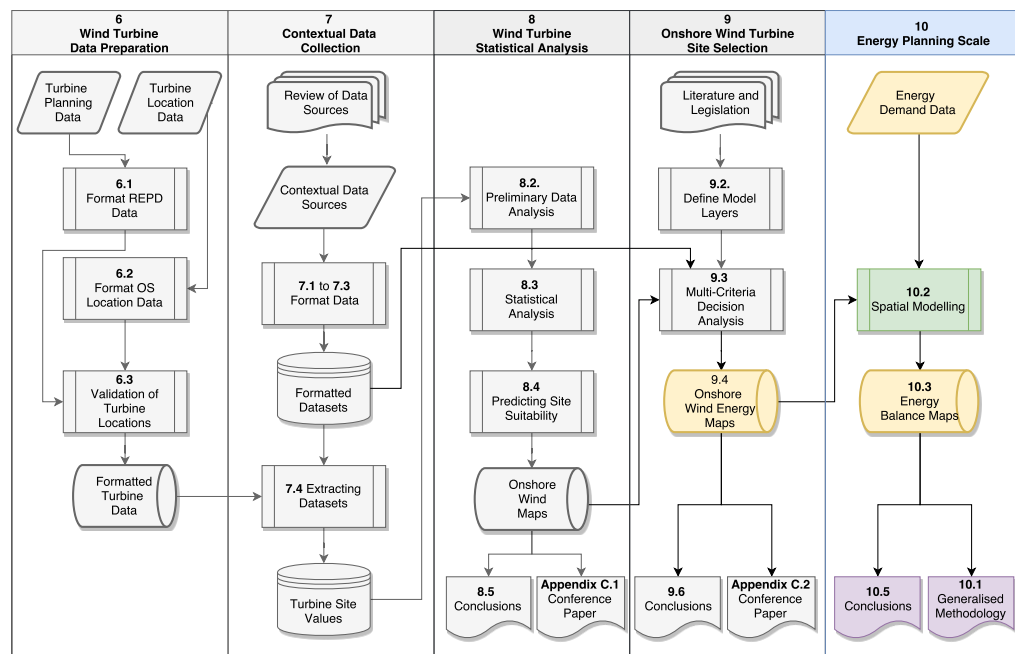 6
Wind Turbine
Data Preparation
7
Contextual Data
Collection
8
Wind Turbine
Statistical Analysis
9
Onshore Wind Turbine
Site Selection
10
Energy Planning Scale
Turbine
Planning
Data
Turbine
Location
Data
6.1
Format REPD
Data
6.2
Format OS
Location Data
6.3
Validation of
Turbine
Locations
Formatted
Turbine
Data
Review of Data
Sources
Contextual Data
Sources
7.1 to 7.3
Format Data
Formatted
Datasets
7.4 Extracting
Datasets
Turbine Site
Values
8.2.
Preliminary Data
Analysis
8.3
Statistical
Analysis
8.4
Predicting Site
Suitability
Onshore
Wind
Maps
8.5
Conclusions
Appendix C.1
Conference
Paper
Literature and
Legislation
9.2.
Define Model
Layers
9.3
Multi-Criteria
Decision
Analysis
9.4
Onshore
Wind Energy
Maps
9.6
Conclusions
Appendix C.2
Conference
Paper
Energy
Demand Data
10.2
Spatial Modelling
10.3
Energy
Balance Maps
10.5
Conclusions
10.1
Generalised
Methodology